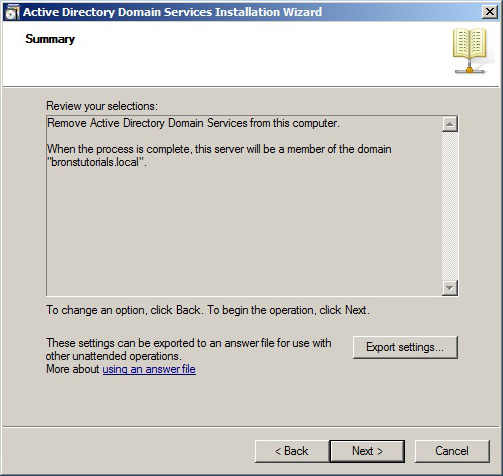 Active Directory Domain Services Installation Wizard
Summary
Review your selections:
Remove Active Directory Domain Services from this computer.
When the process is complete, this server will be a member of the domain
"bronstutorials.local".
To change an option, click Back. To begin the operation, click Next.
These settings can be exported to an answer file for use with
other unattended operations.
More about using an answer file
Export settings...
< Back
Next >
Cancel